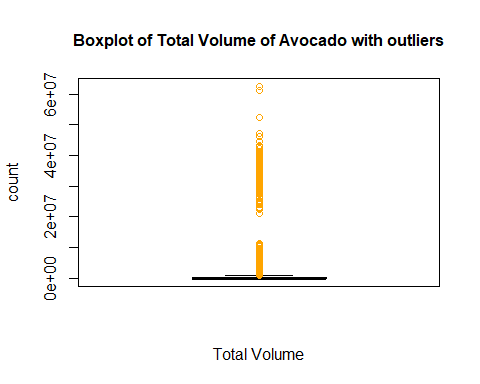 Boxplot of Total Volume of Avocado with outliers
6e+07
4e+07
2e+07
0e+00
count
Total Volume